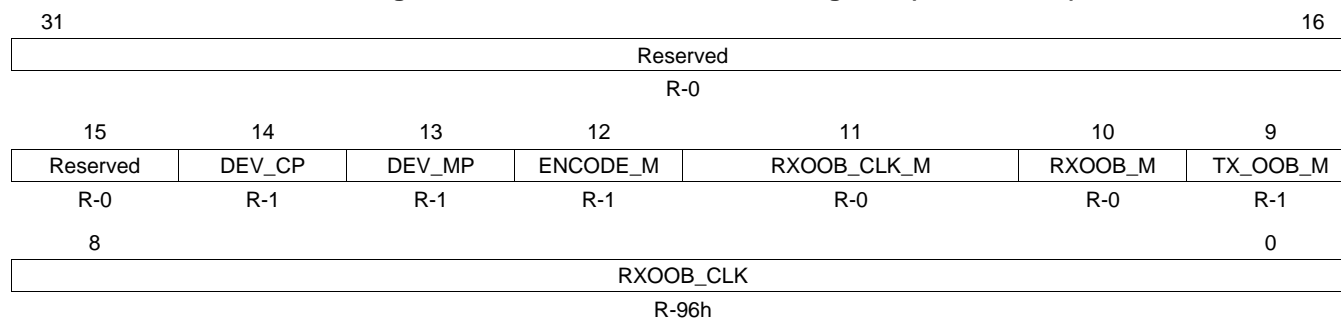 31 16
Reserved
R-0
15 14 13 12 11 10 9
Reserved DEV_CP DEV_MP ENCODE_M RXOOB_CLK_M RXOOB_M TX_OOB_M
R-0 R-1 R-1 R-1 R-0 R-0 R-1
8 0
RXOOB_CLK
R-96h